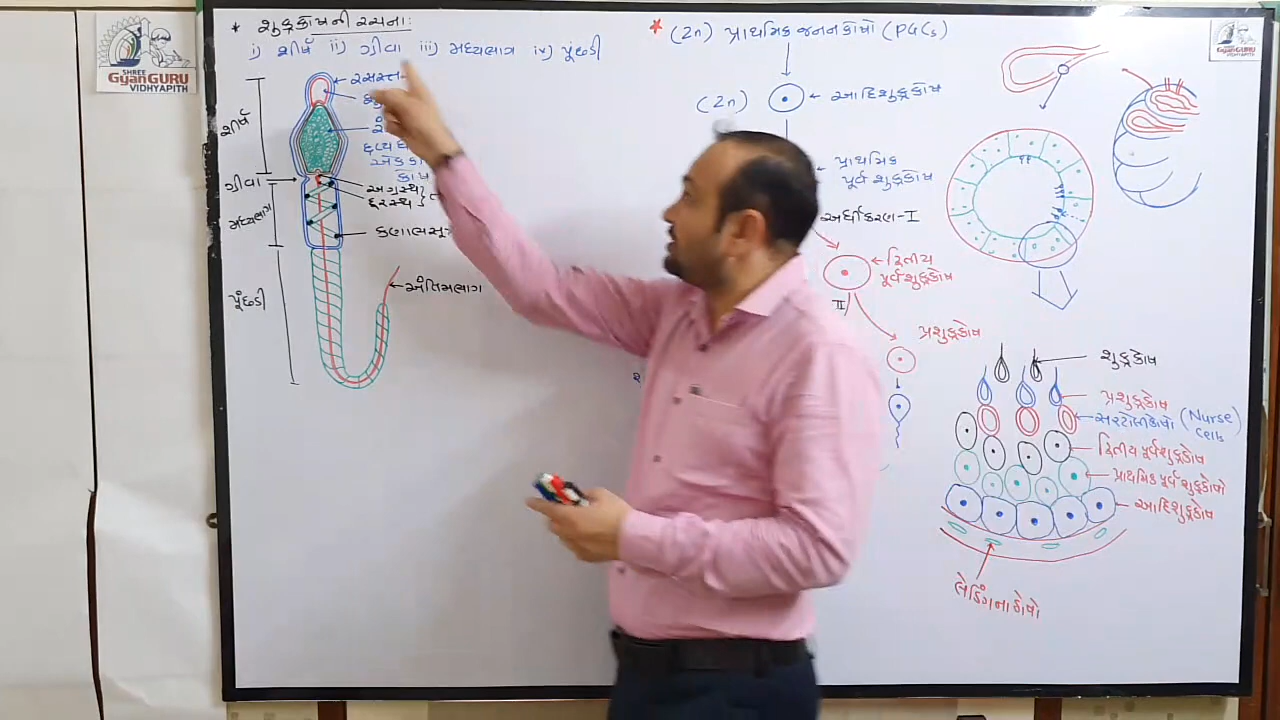 * શુક્રકોષની રચના:
i) શીર્ષ ii) ગ્રીવા iii) મધ્યભાગ iv) પૂંછડી
શીર્ષ
ગ્રીવા
મધ્યભાગ
પૂંછડી
રસસ્ત
અગ્રસ્થ
દૂરસ્થ
કણાભસૂ
અંતિમભાગ
SHREE
GyanGURU
VIDHYAPITH
* (2n) પ્રાથમિક જનનકોષો (PGCs)
(2n)
આદિશુક્રકોષ
પ્રાથમિક
પૂર્વ શુક્રકોષ
અર્ધીકરણ-I
દ્વિતીય
પૂર્વશુક્રકોષ
II)
પ્રશુક્રકોષ
શુક્રકોષ
પ્રશુક્રકોષ
સરટોલીકોષો (Nurse
Cells
દ્વિતીય પૂર્વશુક્રકોષ
પ્રાથમિક પૂર્વ શુક્રકોષો
આદિશુક્રકોષ
લેડિંગના કોષો
GyanGURU